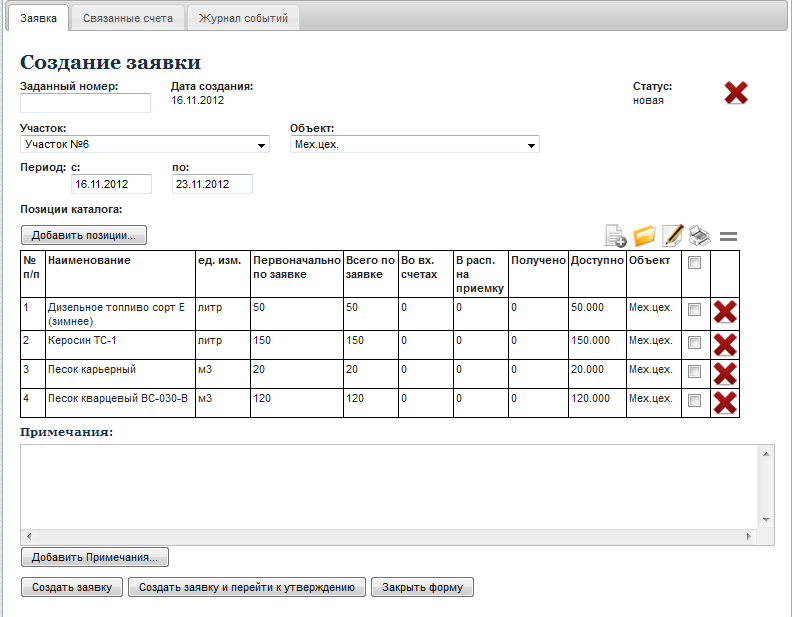 Заявка Связанные счета Журнал событий
Создание заявки
Заданный номер: Дата создания: Статус:
16.11.2012 новая
Участок: Объект:
Участок №6 Мех.цех.
Период: с: по:
16.11.2012 23.11.2012
Позиции каталога:
Добавить позиции...
№ п/п Наименование ед. изм. Первоначально по заявке Всего по заявке Во вх. счетах В расп. на приемку Получено Доступно Объект
1 Дизельное топливо сорт Е (зимнее) литр 50 50 0 0 0 50.000 Мех.цех.
2 Керосин ТС-1 литр 150 150 0 0 0 150.000 Мех.цех.
3 Песок карьерный м3 20 20 0 0 0 20.000 Мех.цех.
4 Песок кварцевый ВС-030-В м3 120 120 0 0 0 120.000 Мех.цех.
Примечания:
Добавить Примечания...
Создать заявку Создать заявку и перейти к утверждению Закрыть форму